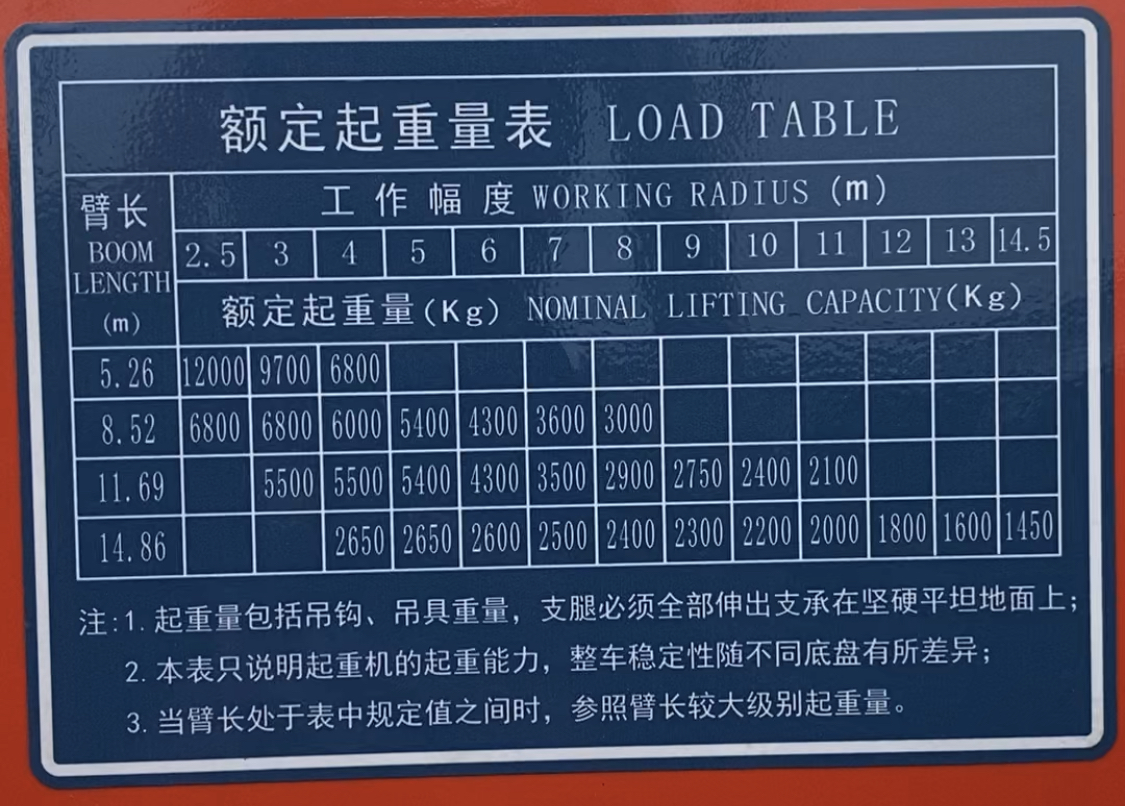 额定起重量表 LOAD TABLE
臂长 BOOM LENGTH (m)
工作幅度 WORKING RADIUS (m)
2.5 3 4 5 6 7 8 9 10 11 12 13 14.5
额定起重量(Kg) NOMINAL LIFTING CAPACITY(Kg)
5.26 12000 9700 6800
8.52 6800 6800 6000 5400 4300 3600 3000
11.69 5500 5500 5400 4300 3500 2900 2750 2400 2100
14.86 2650 2650 2600 2500 2400 2300 2200 2000 1800 1600 1450
注:1. 起重量包括吊钩、吊具重量，支腿必须全部伸出支承在坚硬平坦地面上；
2. 本表只说明起重机的起重能力，整车稳定性随不同底盘有所差异；
3. 当臂长处于表中规定值之间时，参照臂长较大级别起重量。